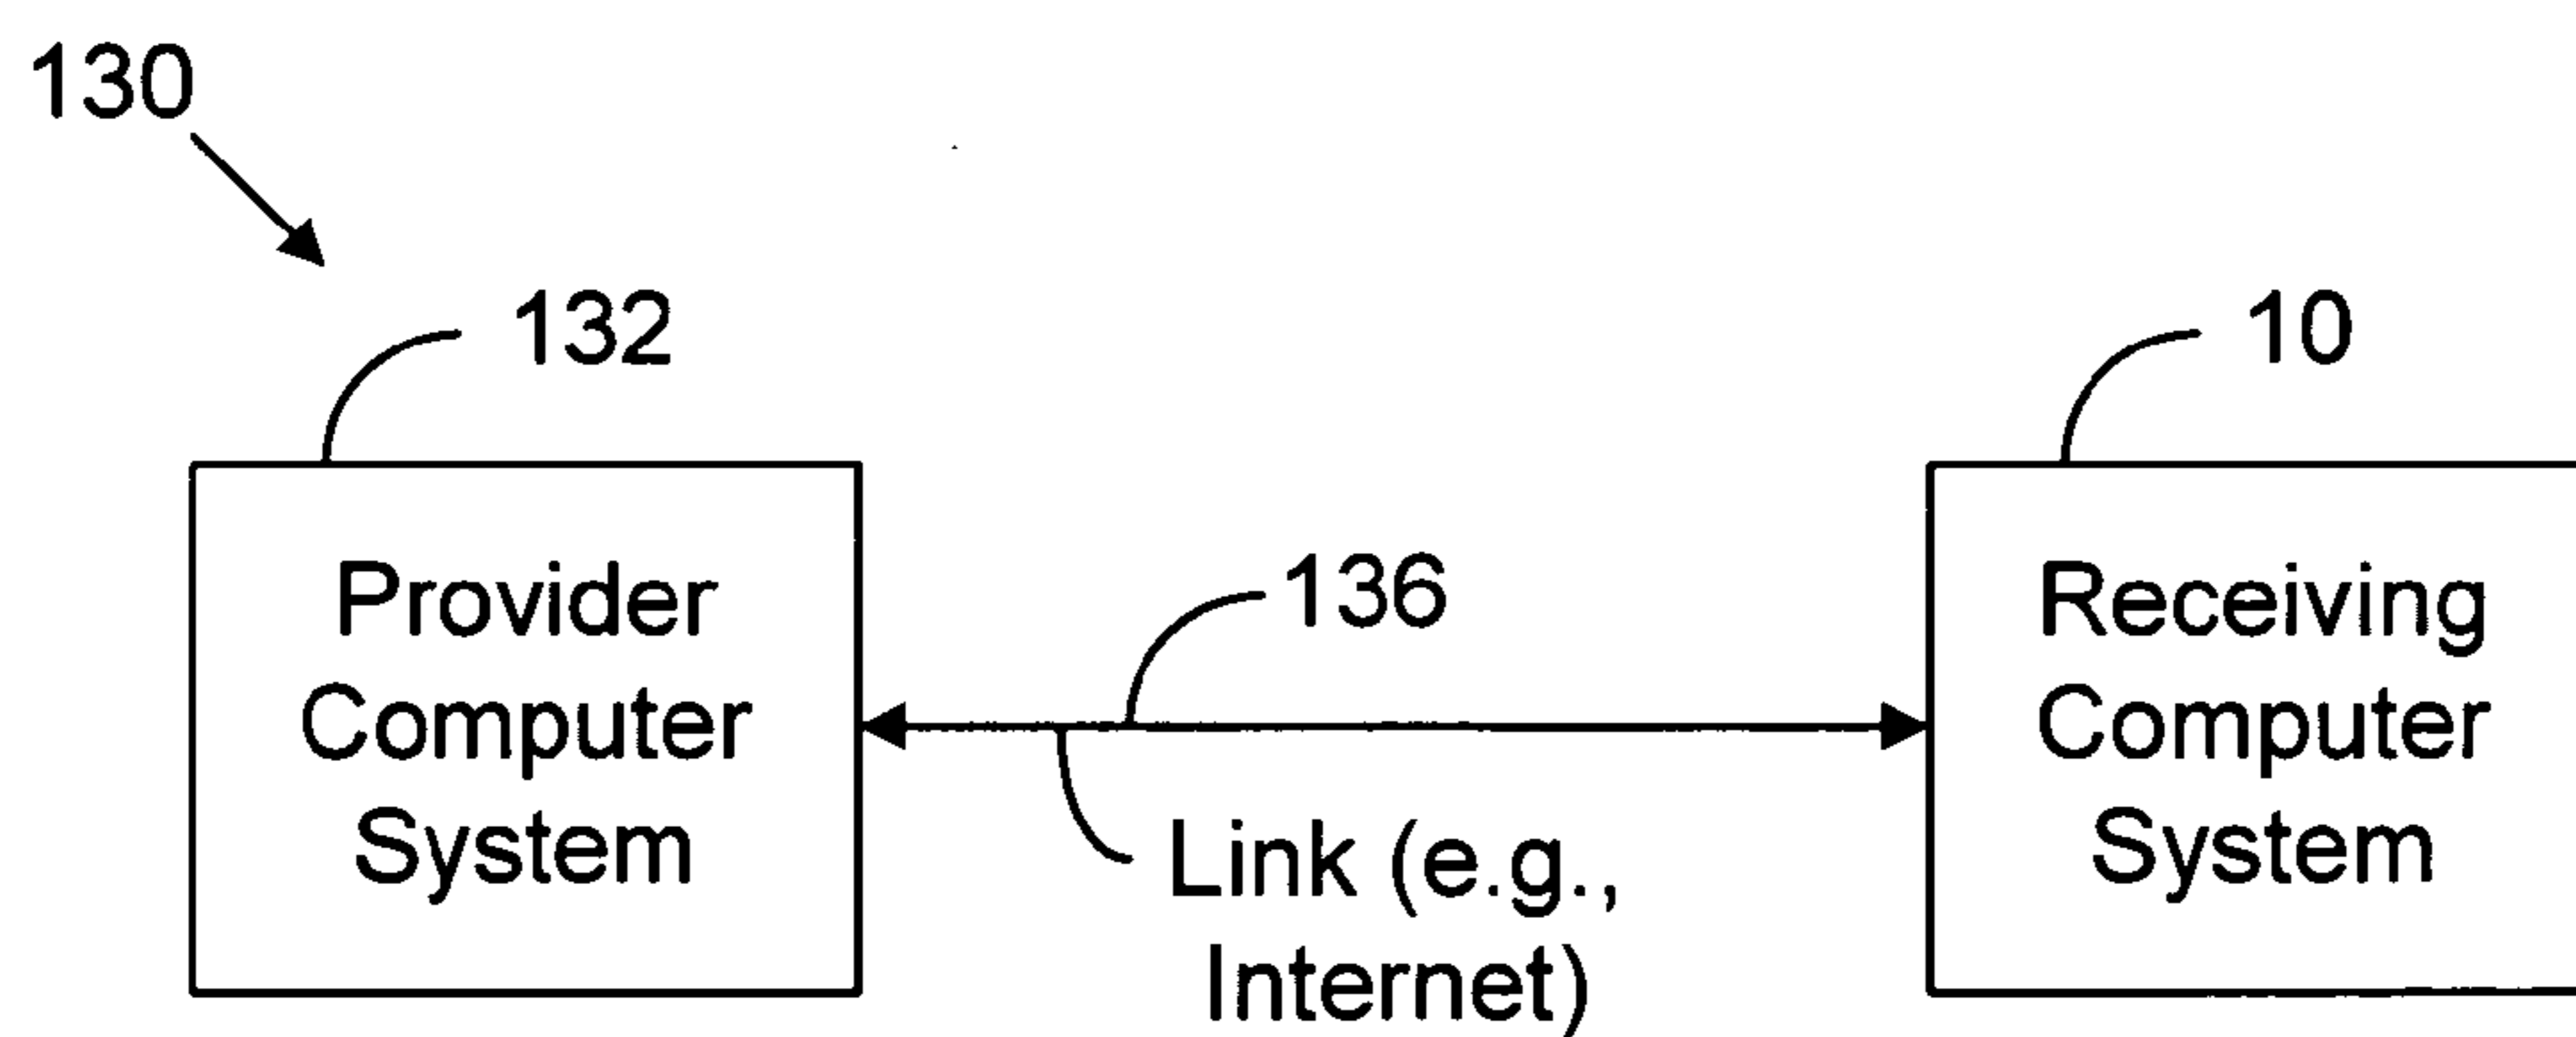 130
132
10
136
Provider
Computer
System
Receiving
Computer
System
Link (e.g.,
Internet)